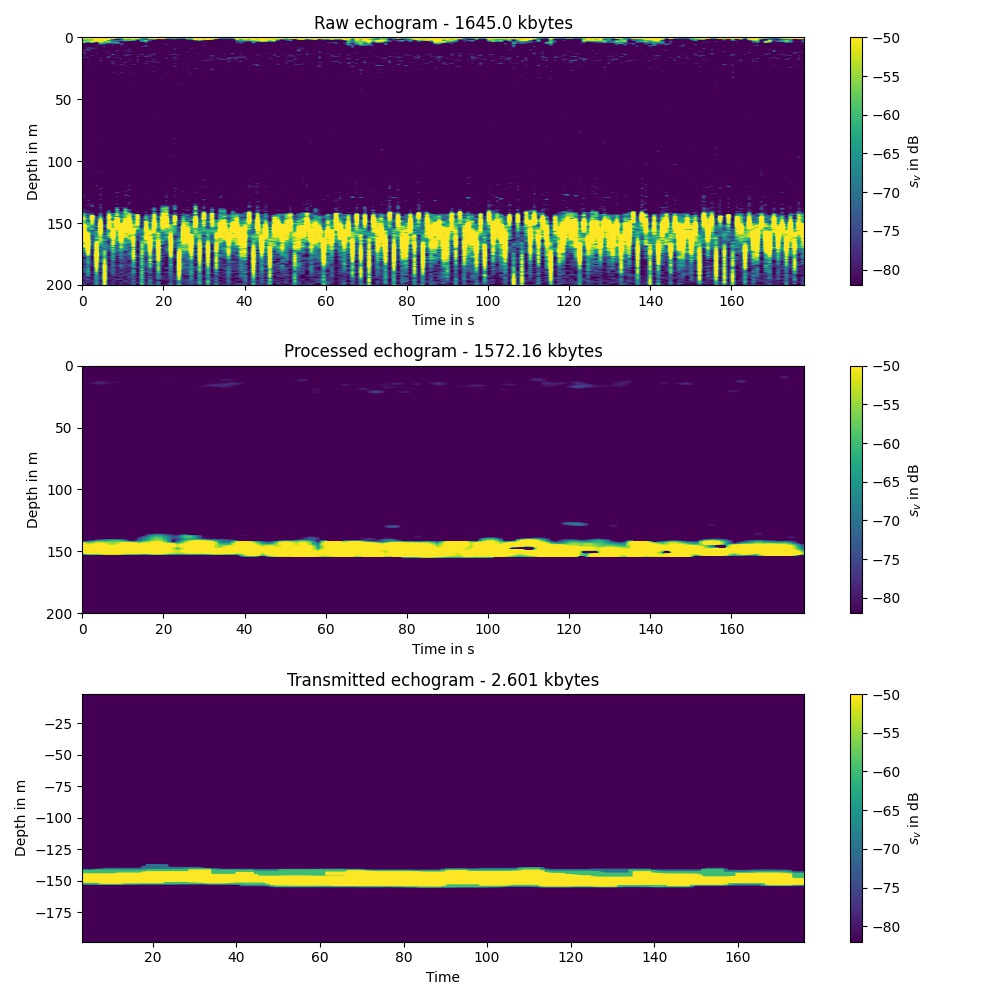 Raw echogram - 1645.0 kbytes
0
50
100
150
200
Depth in m
0 20 40 60 80 100 120 140 160
Time in s
−50
−55
−60
−65
−70
−75
−80
sv in dB
Processed echogram - 1572.16 kbytes
0
50
100
150
200
Depth in m
0 20 40 60 80 100 120 140 160
Time in s
−50
−55
−60
−65
−70
−75
−80
sv in dB
Transmitted echogram - 2.601 kbytes
−25
−50
−75
−100
−125
−150
−175
Depth in m
20 40 60 80 100 120 140 160
Time
−50
−55
−60
−65
−70
−75
−80
sv in dB